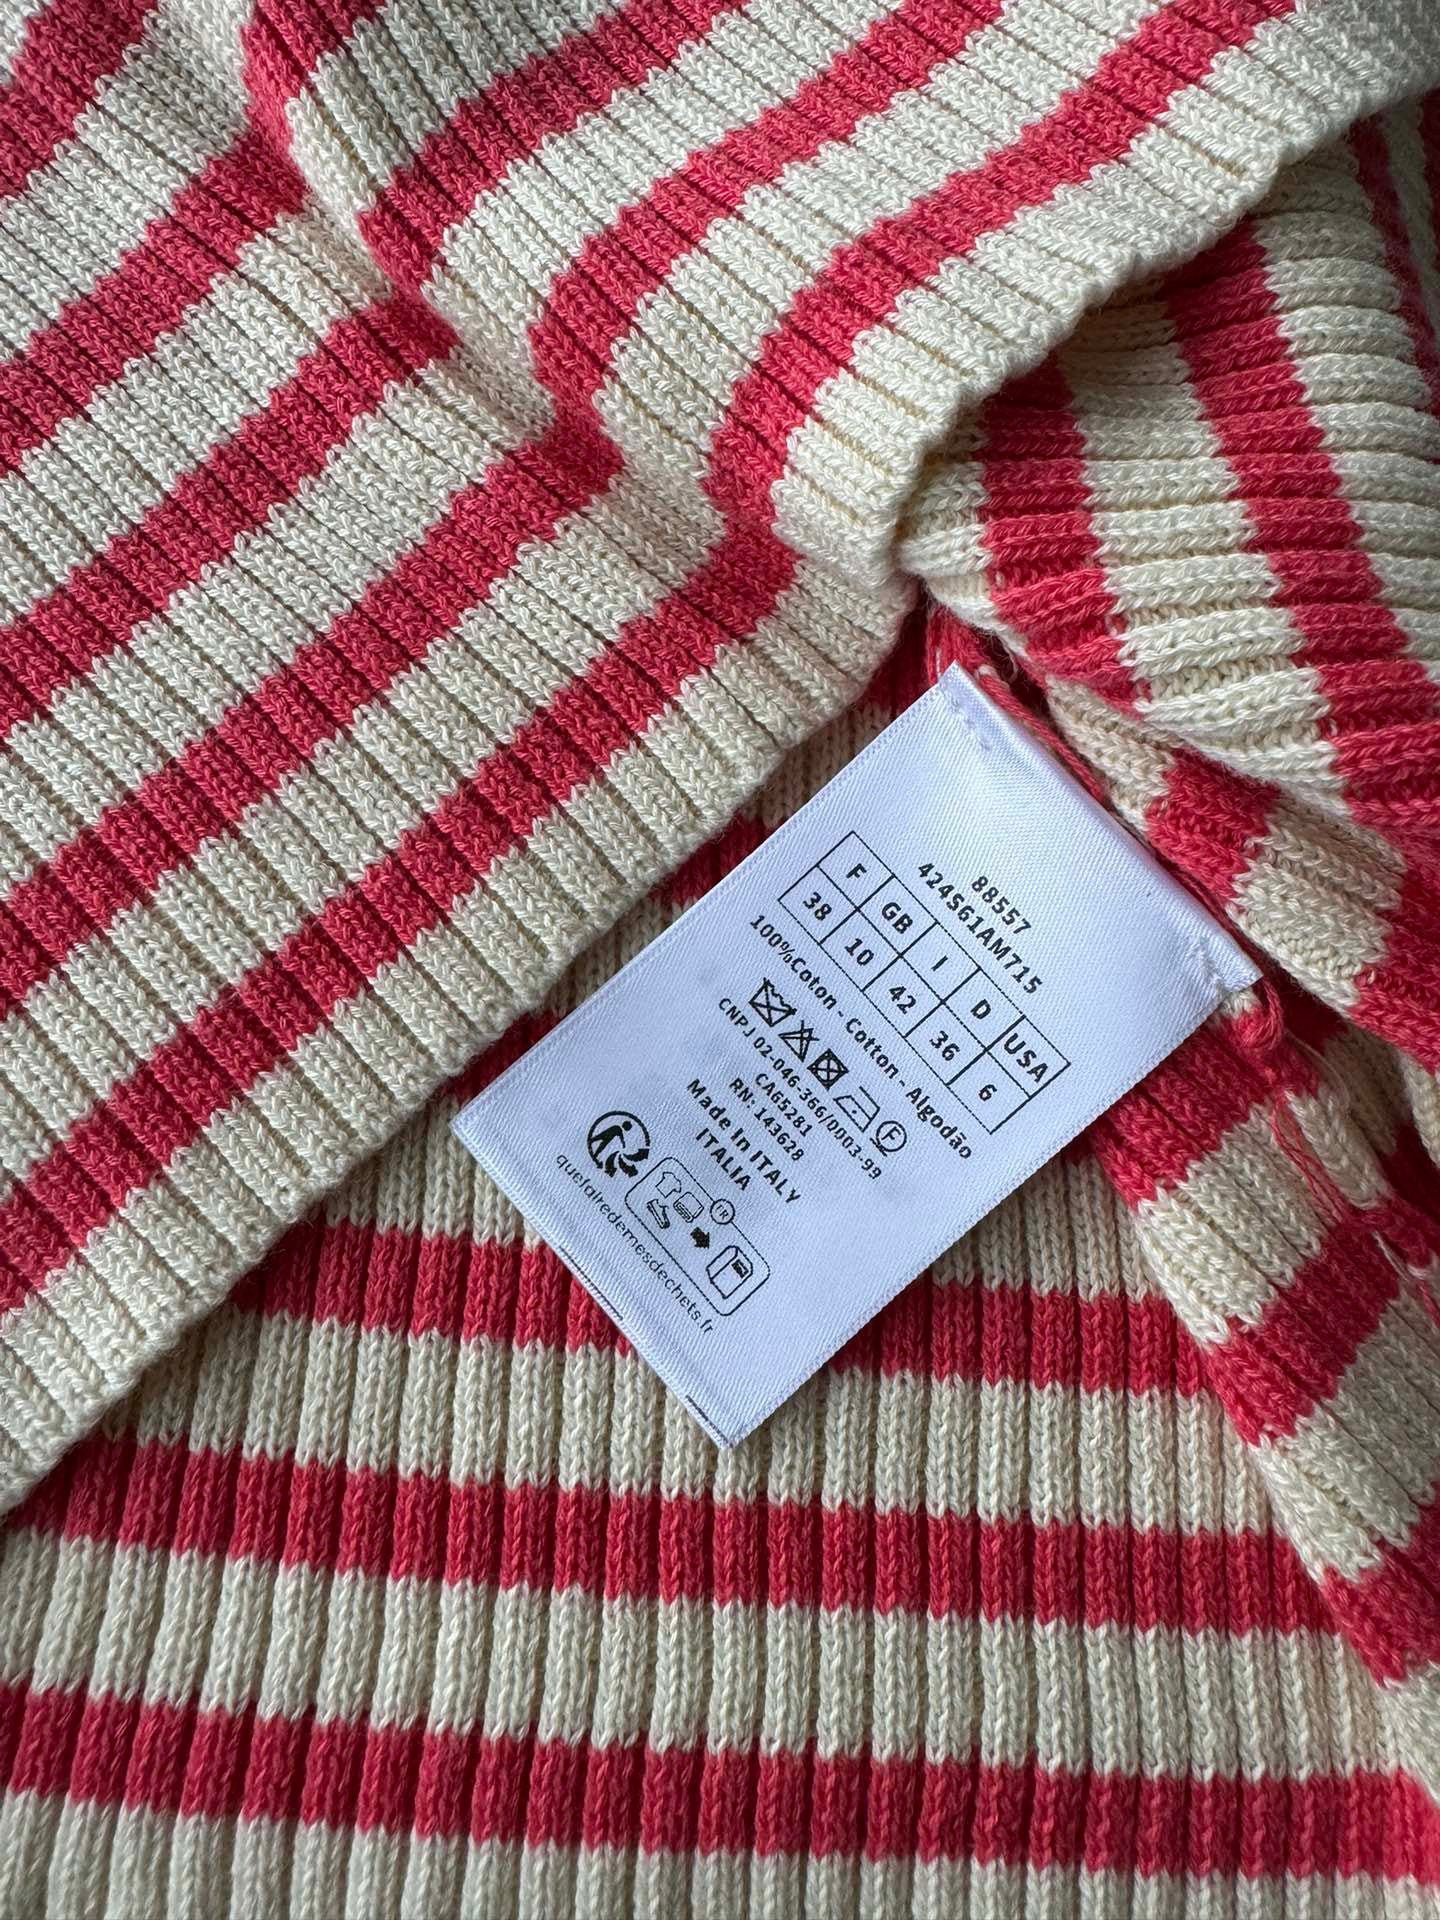 88557
424S61AM715
F GB I D USA
38 10 42 36 6
100%Coton - Cotton - Algodão
F
CNPJ 02-046-366/0003-99
CA65281
RN: 143628
Made In ITALY
ITALIA
FR
quefairedemesdechets.fr